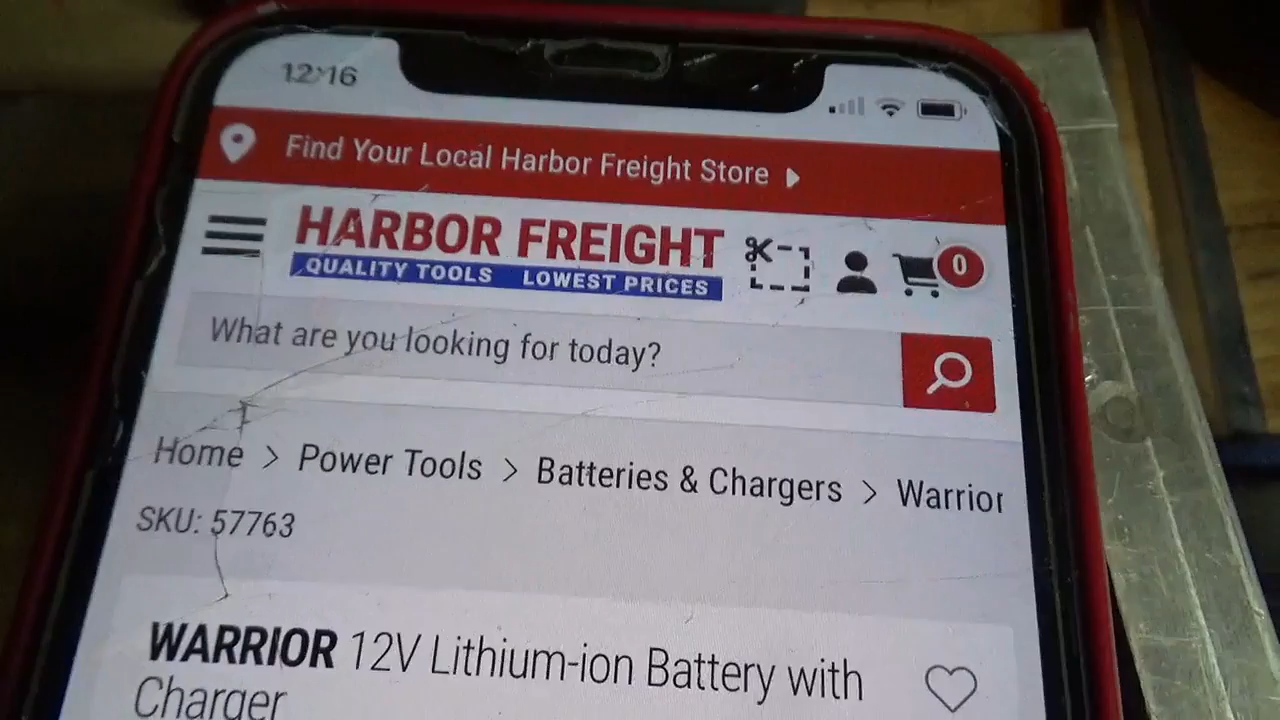 12:16
Find Your Local Harbor Freight Store
HARBOR FREIGHT
QUALITY TOOLS LOWEST PRICES
0
What are you looking for today?
Home > Power Tools > Batteries & Chargers > Warrior
SKU: 57763
WARRIOR 12V Lithium-ion Battery with
Charger